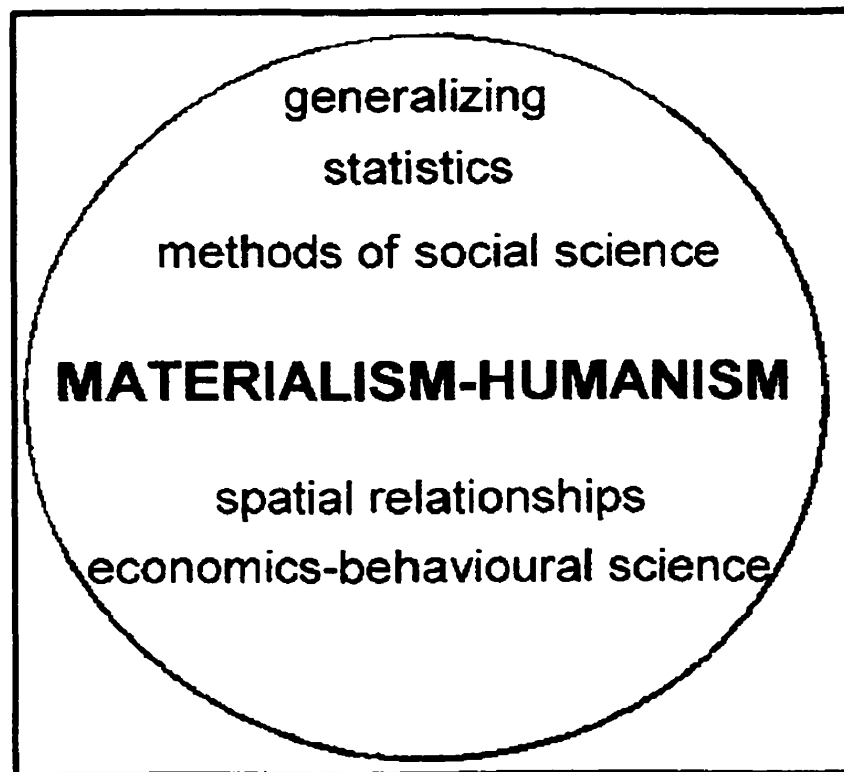 generalizing
statistics
methods of social science
MATERIALISM-HUMANISM
spatial relationships
economics-behavioural science